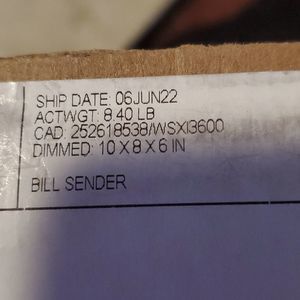 SHIP DATE: 06JUN22
ACTWGT: 8.40 LB
CAD: 252618538/WSXI3600
DIMMED: 10 X 8 X 6 IN
BILL SENDER